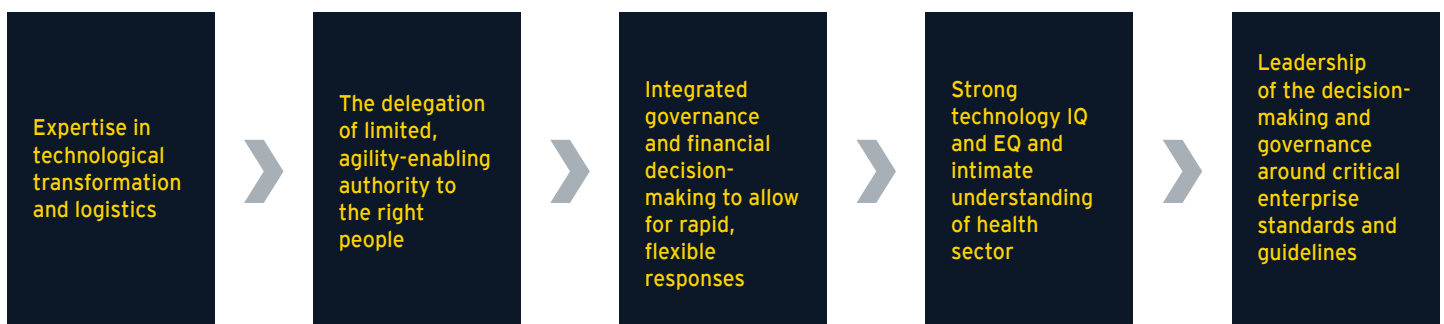 Expertise in
technological
transformation
and logistics
The delegation
of limited,
agility-enabling
authority to
the right
people
Integrated
governance
and financial
decision-
making to allow
for rapid,
flexible
responses
Strong
technology IQ
and EQ and
intimate
understanding
of health
sector
Leadership
of the decision-
making and
governance
around critical
enterprise
standards and
guidelines